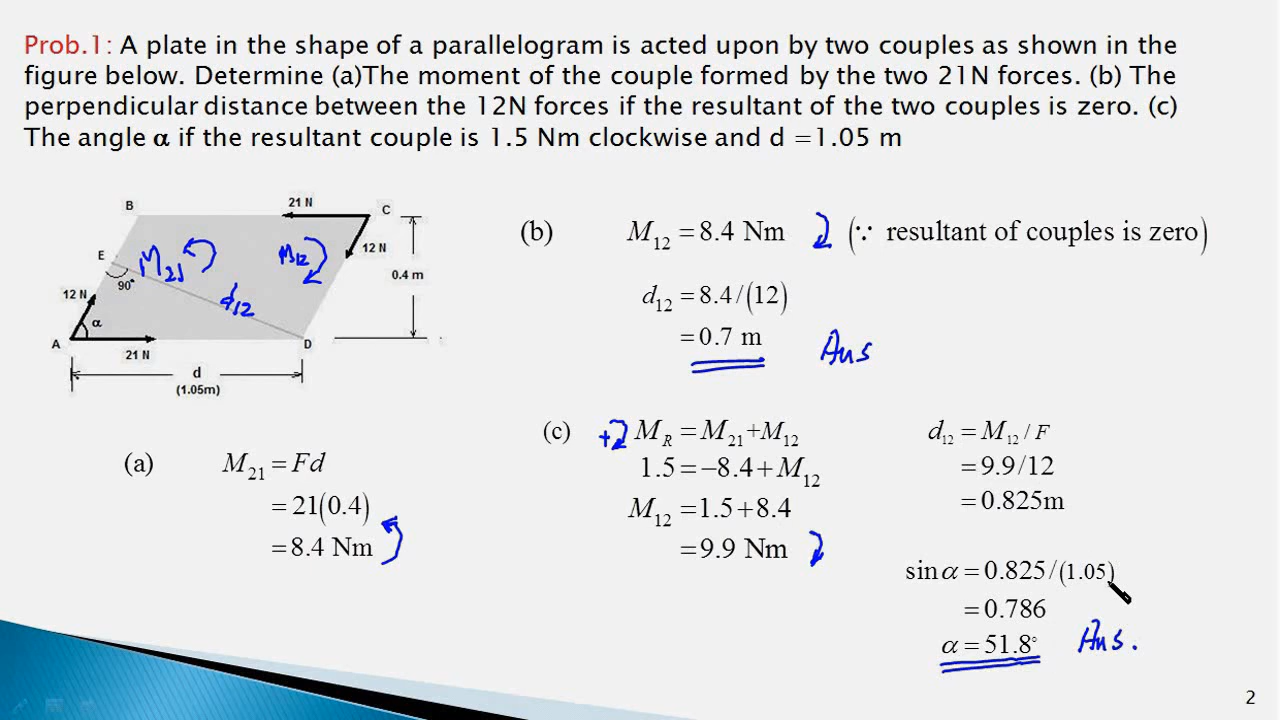 Prob.1: A plate in the shape of a parallelogram is acted upon by two couples as shown in the
figure below. Determine (a)The moment of the couple formed by the two 21N forces. (b) The
perpendicular distance between the 12N forces if the resultant of the two couples is zero. (c)
The angle α if the resultant couple is 1.5 Nm clockwise and d =1.05 m
B
21 N
C
E
M21
M12
12 N
90°
0.4 m
12 N
d12
α
A
21 N
D
d
(1.05m)
(a) M21 = Fd
= 21(0.4)
= 8.4 Nm
(b) M12 = 8.4 Nm (∵ resultant of couples is zero)
d12 = 8.4/(12)
= 0.7 m Ans
(c) + MR = M21+M12
1.5 = −8.4 + M12
M12 = 1.5 + 8.4
= 9.9 Nm
d12 = M12 / F
= 9.9/12
= 0.825m
sin α = 0.825/(1.05)
= 0.786
α = 51.8° Ans.
2